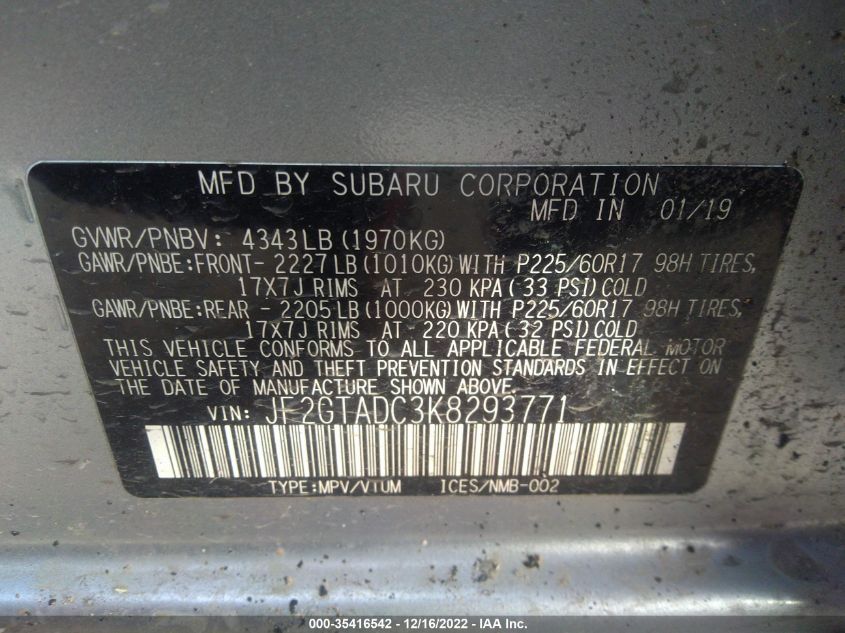 MFD BY SUBARU CORPORATION
MFD IN 01/19
GVWR/PNBV: 4343LB (1970KG)
GAWR/PNBE:FRONT- 2227LB (1010KG) WITH P225/60R17 98H TIRES,
17X7J RIMS AT 230 KPA (33 PSI) COLD
GAWR/PNBE:REAR - 2205LB (1000KG) WITH P225/60R17 98H TIRES,
17X7J RIMS AT 220 KPA (32 PSI) COLD
THIS VEHICLE CONFORMS TO ALL APPLICABLE FEDERAL MOTOR
VEHICLE SAFETY AND THEFT PREVENTION STANDARDS IN EFFECT ON
THE DATE OF MANUFACTURE SHOWN ABOVE.
VIN: JF2GTADC3K8293771
TYPE:MPV/VTUM ICES/NMB-002
000-35416542 - 12/16/2022 - IAA Inc.